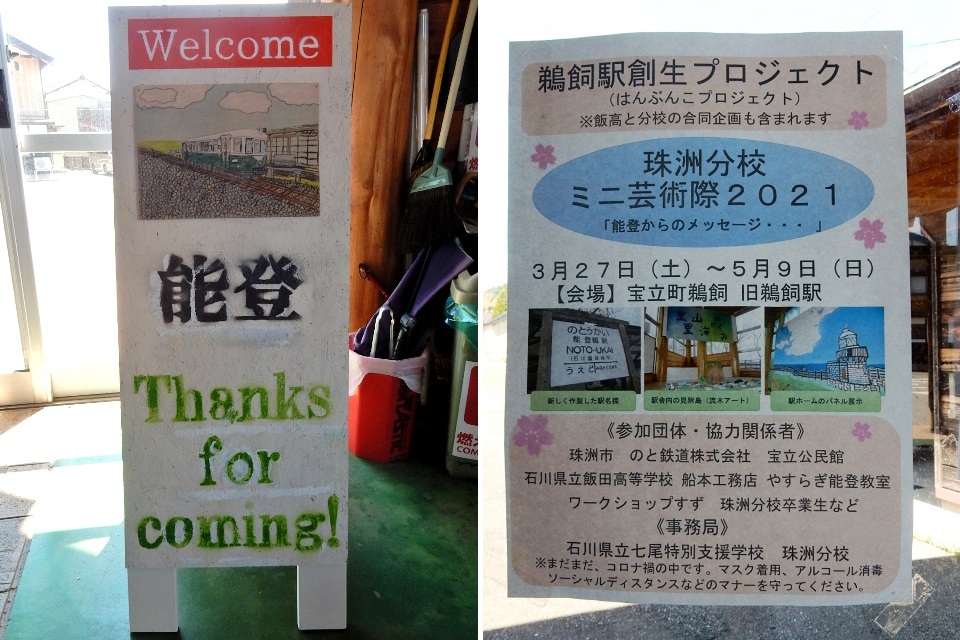 Welcome
能登
Thanks
for
coming!
鵜飼駅創生プロジェクト
(はんぶんこプロジェクト)
※飯高と分校の合同企画も含まれます
珠洲分校
ミニ芸術際2021
「能登からのメッセージ・・・ 」
3月27日(土)~5月9日(日)
【会場】宝立町鵜飼 旧鵜飼駅
のとうかい
能登鵜飼
NOTO-UKAI
うえど
新しく作製した駅名標
駅舎内の見附島(流木アート)
駅ホームのパネル展示
《参加団体・協力関係者》
珠洲市 のと鉄道株式会社 宝立公民館
石川県立飯田高等学校 船本工務店 やすらぎ能登教室
ワークショップすず 珠洲分校卒業生など
《事務局》
石川県立七尾特別支援学校 珠洲分校
※まだまだ、コロナ禍の中です。マスク着用、アルコール消毒
ソーシャルディスタンスなどのマナーを守ってください。